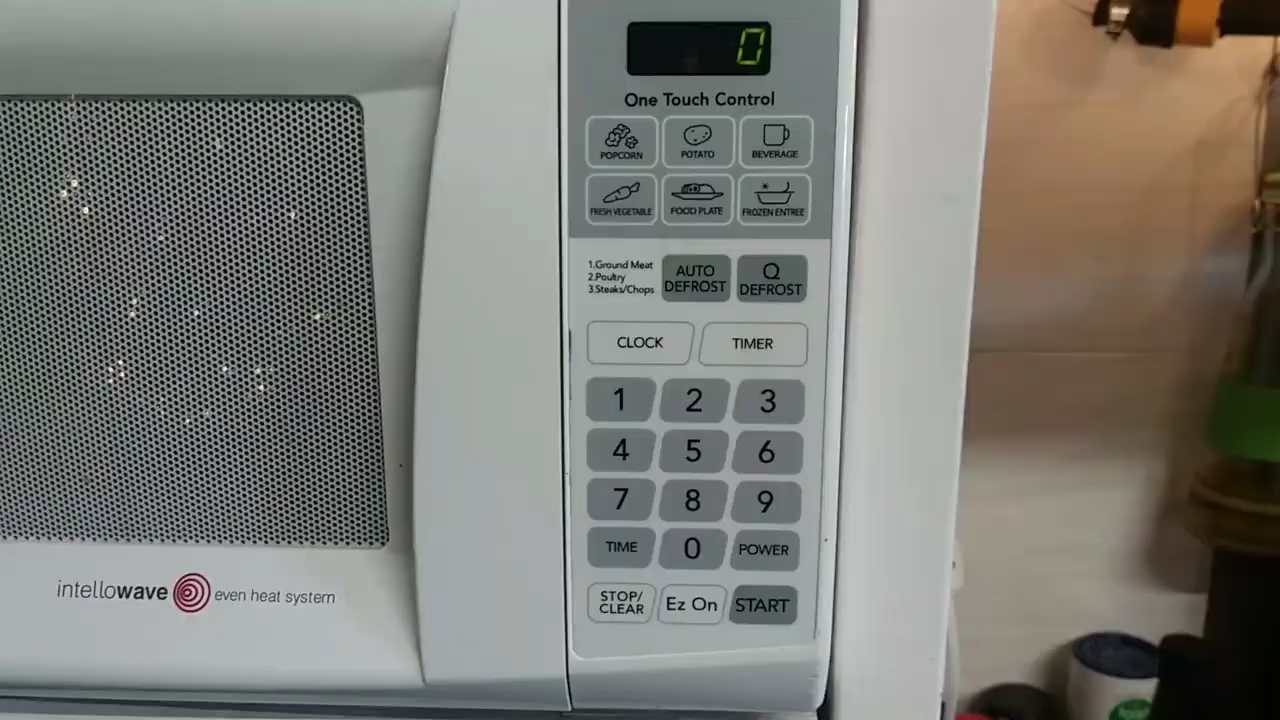 0
One Touch Control
POPCORN
POTATO
BEVERAGE
FRESH VEGETABLE
FOOD PLATE
FROZEN ENTREE
1.Ground Meat
2.Poultry
3.Steaks/Chops
AUTO
DEFROST
Q
DEFROST
CLOCK
TIMER
1
2
3
4
5
6
7
8
9
TIME
0
POWER
STOP/
CLEAR
Ez On
START
intellowave even heat system